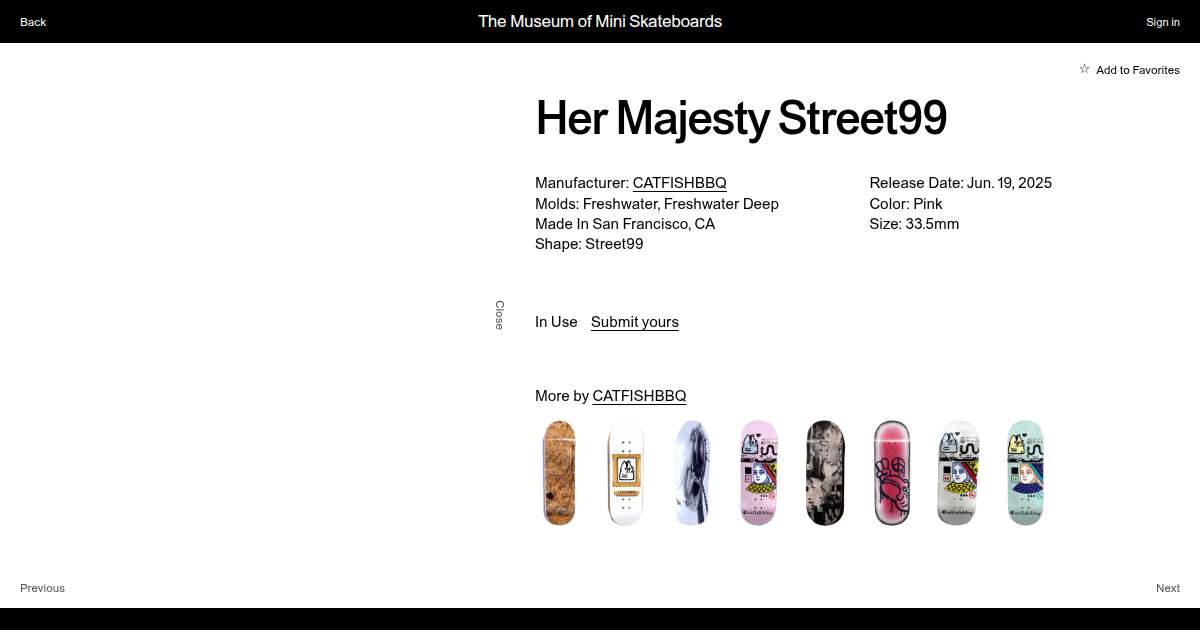 Back
The Museum of Mini Skateboards
Sign in
☆ Add to Favorites
Her Majesty Street99
Manufacturer: CATFISHBBQ
Molds: Freshwater, Freshwater Deep
Made In San Francisco, CA
Shape: Street99
Release Date: Jun. 19, 2025
Color: Pink
Size: 33.5mm
Close
In Use Submit yours
More by CATFISHBBQ
Previous
Next